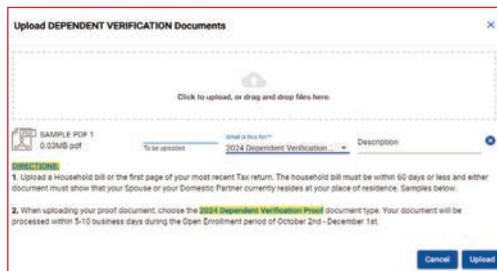 Upload DEPENDENT VERIFICATION Documents
Click to upload, or drag and drop files here.
SAMPLE PDF 1
0.03MB.pdf
To be uploaded
What is this for?*
2024 Dependent Verification ...
Description
DIRECTIONS:
1. Upload a Household bill or the first page of your most recent Tax return. The household bill must be within 60 days or less and either
document must show that your Spouse or your Domestic Partner currently resides at your place of residence. Samples below.
2. When uploading your proof document, choose the 2024 Dependent Verification Proof document type. Your document will be
processed within 5-10 business days during the Open Enrollment period of October 2nd - December 1st.
Cancel
Upload